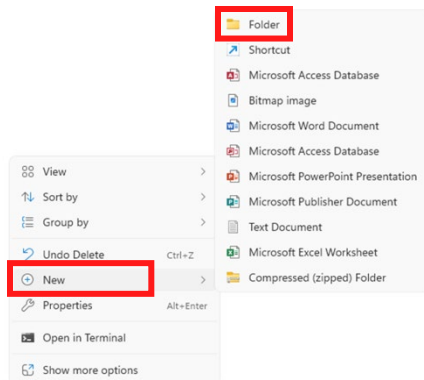 Folder
Shortcut
Microsoft Access Database
Bitmap image
Microsoft Word Document
Microsoft Access Database
Microsoft PowerPoint Presentation
Microsoft Publisher Document
Text Document
Microsoft Excel Worksheet
Compressed (zipped) Folder
View
Sort by
Group by
Undo Delete Ctrl+Z
New
Properties Alt+Enter
Open in Terminal
Show more options